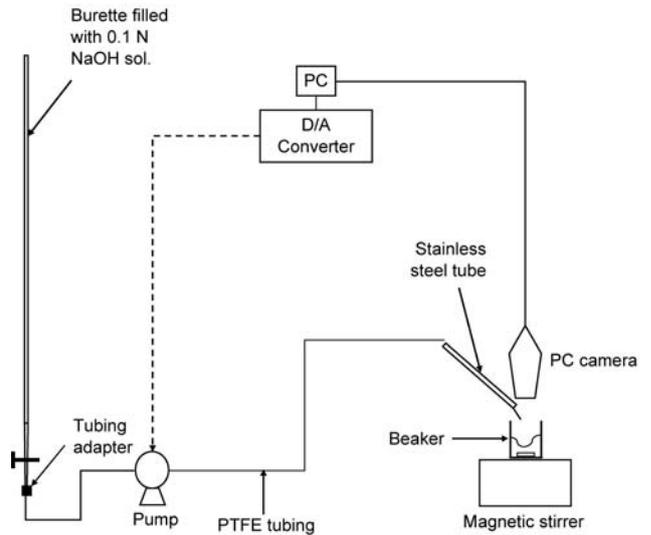 Burette filled
with 0.1 N
NaOH sol.
PC
D/A
Converter
Stainless
steel tube
PC camera
Tubing
adapter
Beaker
Pump
PTFE tubing
Magnetic stirrer